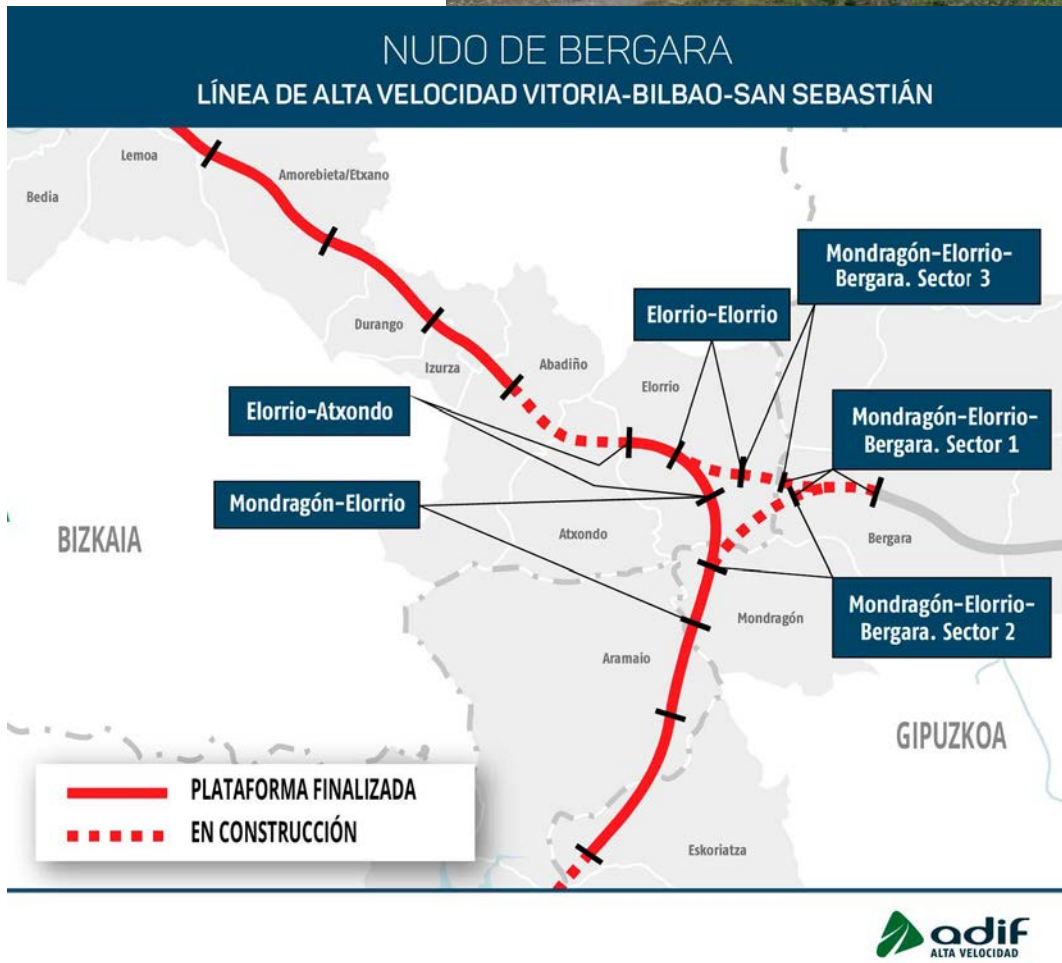 NUDO DE BERGARA
LÍNEA DE ALTA VELOCIDAD VITORIA-BILBAO-SAN SEBASTIÁN
Lemoa
Amorebieta/Etxano
Bedia
Mondragón-Elorrio-
Bergara. Sector 3
Elorrio-Elorrio
Durango
Izurza
Abadiño
Elorrio
Elorrio-Atxondo
Mondragón-Elorrio-
Bergara. Sector 1
Mondragón-Elorrio
BIZKAIA
Atxondo
Bergara
Mondragón
Mondragón-Elorrio-
Bergara. Sector 2
Aramaio
GIPUZKOA
PLATAFORMA FINALIZADA
EN CONSTRUCCIÓN
Eskoriatza
adif
ALTA VELOCIDAD